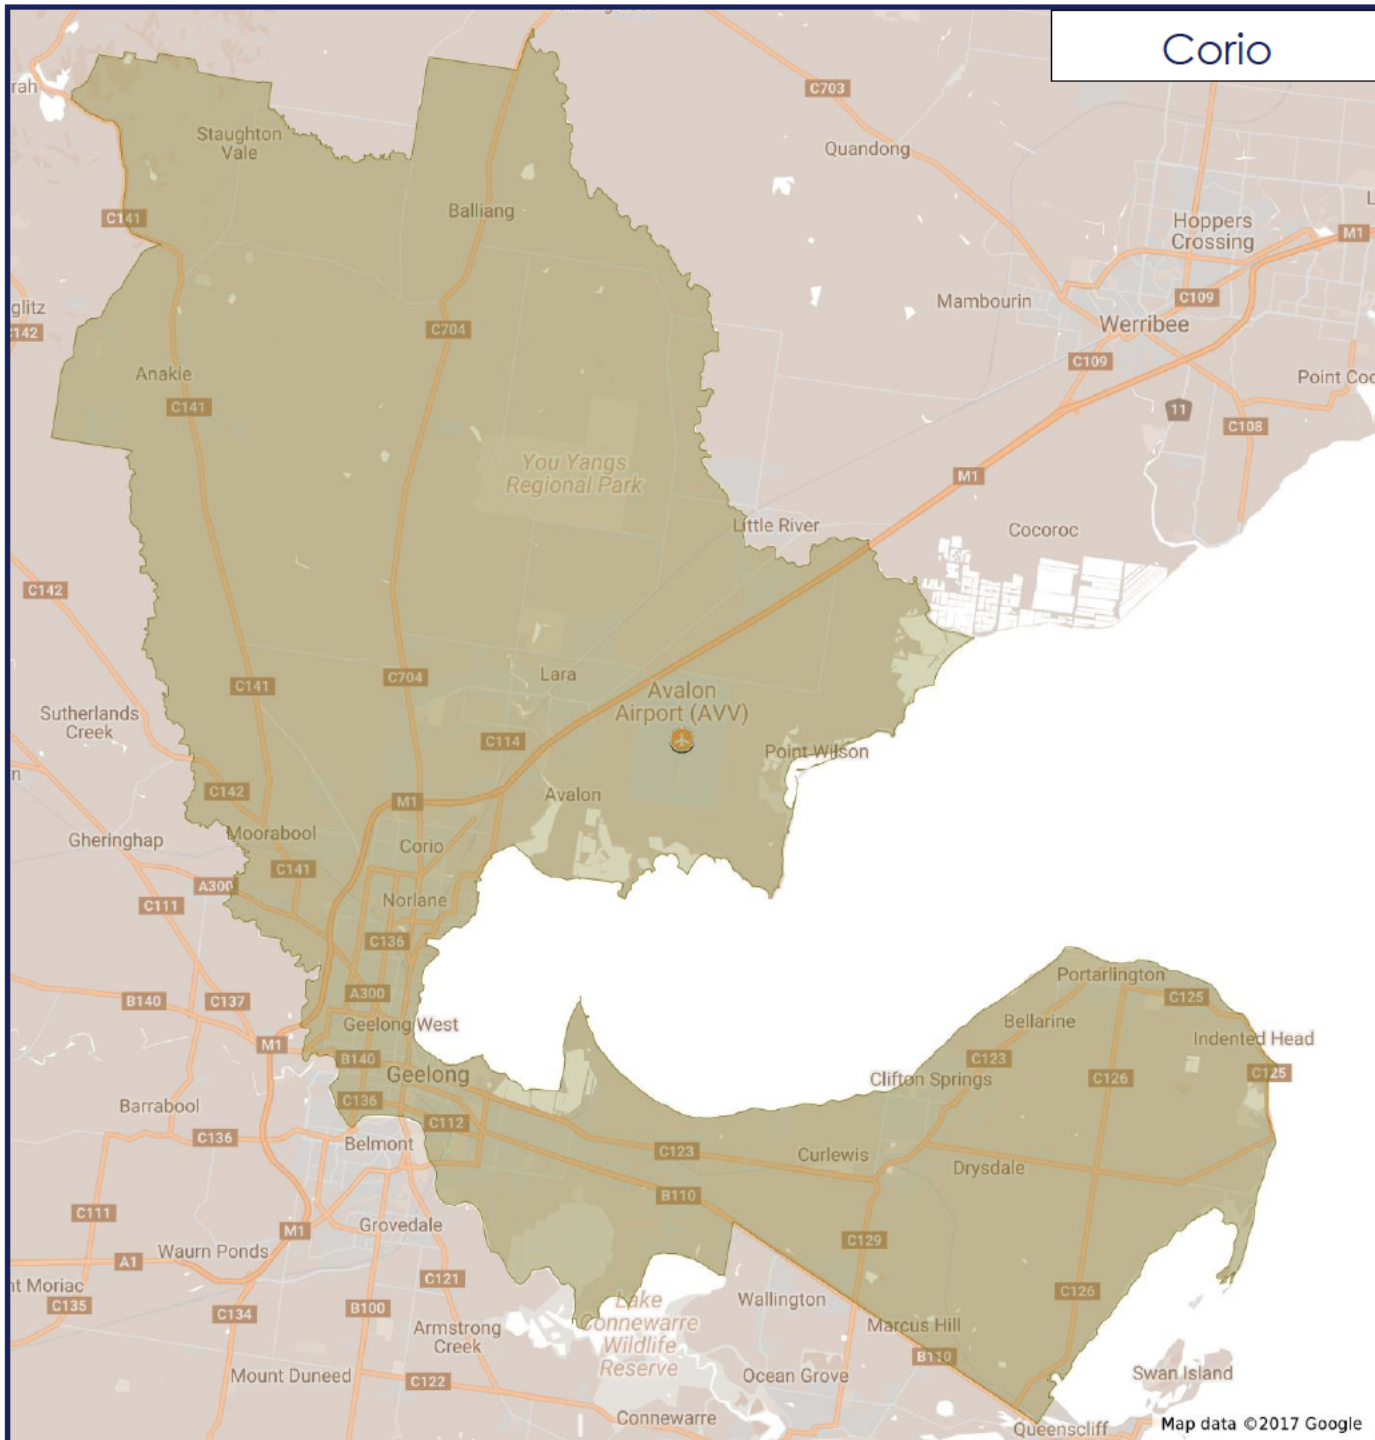 Corio
rah
C703
Staughton
Vale
Quandong
C141
Balliang
Hoppers
Crossing
L
M1
glitz
C109
Mambourin
C142
C704
Werribee
C109
Anakie
Point Coo
C141
11
C108
You Yangs
Regional Park
M1
Little River
Cocoroc
C142
Lara
C141
C704
Avalon
Airport (AVV)
Sutherlands
Creek
C114
Point Wilson
n
C142
M1
Avalon
Moorabool
Gheringhap
Corio
C141
A300
Norlane
C111
C136
Portarlington
B140
C137
A300
C125
Geelong West
Bellarine
M1
Indented Head
B140
C123
Geelong
C125
Clifton Springs
C126
C136
Barrabool
C112
C136
Belmont
C123
Curlewis
Drysdale
B110
C111
Grovedale
M1
C129
Waurn Ponds
A1
C121
nt Moriac
C126
C135
C134
B100
Lake
Connewarre
Wildlife
Reserve
Wallington
Armstrong
Creek
Marcus Hill
B110
Mount Duneed
C122
Ocean Grove
Swan Island
Connewarre
Queenscliff
Map data ©2017 Google